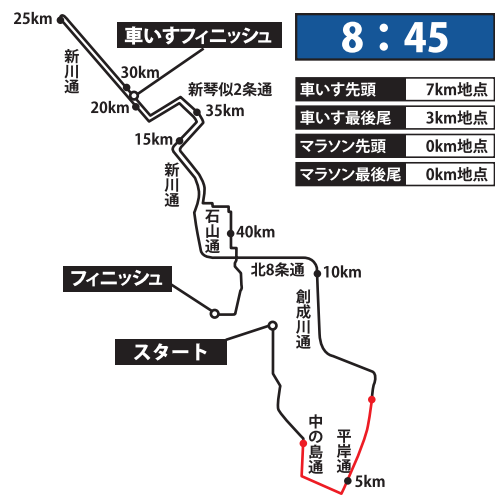 25km
新川通
車いすフィニッシュ
8：45
30km
新琴似2条通
20km
35km
15km
新川通
車いす先頭 7km地点
車いす最後尾 3km地点
マラソン先頭 0km地点
マラソン最後尾 0km地点
石山通
40km
北8条通
10km
フィニッシュ
創成川通
スタート
中の島通
平岸通
5km